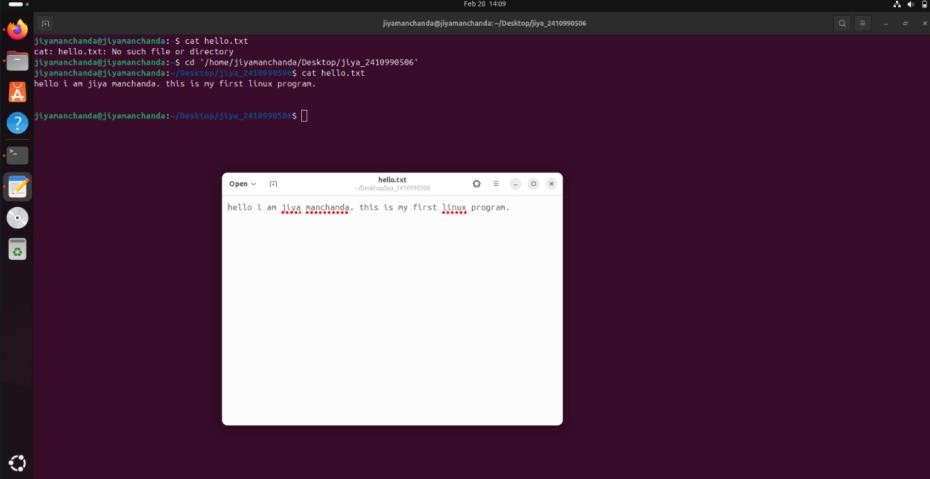 Feb 20 14:09
jiyamanchanda@jiyamanchanda: ~/Desktop/jiya_2410990506
jiyamanchanda@jiyamanchanda:~$ cat hello.txt
cat: hello.txt: No such file or directory
jiyamanchanda@jiyamanchanda:~$ cd '/home/jiyamanchanda/Desktop/jiya_2410990506'
jiyamanchanda@jiyamanchanda:~/Desktop/jiya_2410990506$ cat hello.txt
hello i am jiya manchanda. this is my first linux program.
jiyamanchanda@jiyamanchanda:~/Desktop/jiya_2410990506$
Open
hello.txt
~/Desktop/jiya_2410990506
hello i am jiya manchanda. this is my first linux program.